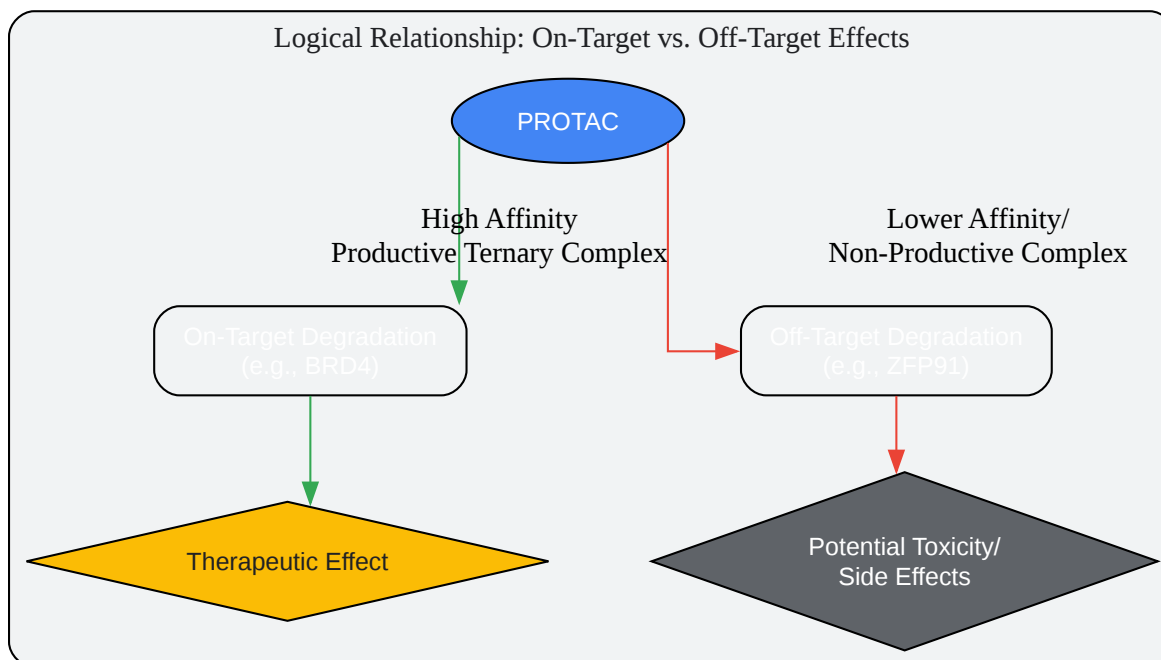 Logical Relationship: On-Target vs. Off-Target Effects
PROTAC
High Affinity
Productive Ternary Complex
Lower Affinity/
Non-Productive Complex
On-Target Degradation
(e.g., BRD4)
Off-Target Degradation
(e.g., ZFP91)
Therapeutic Effect
Potential Toxicity/
Side Effects